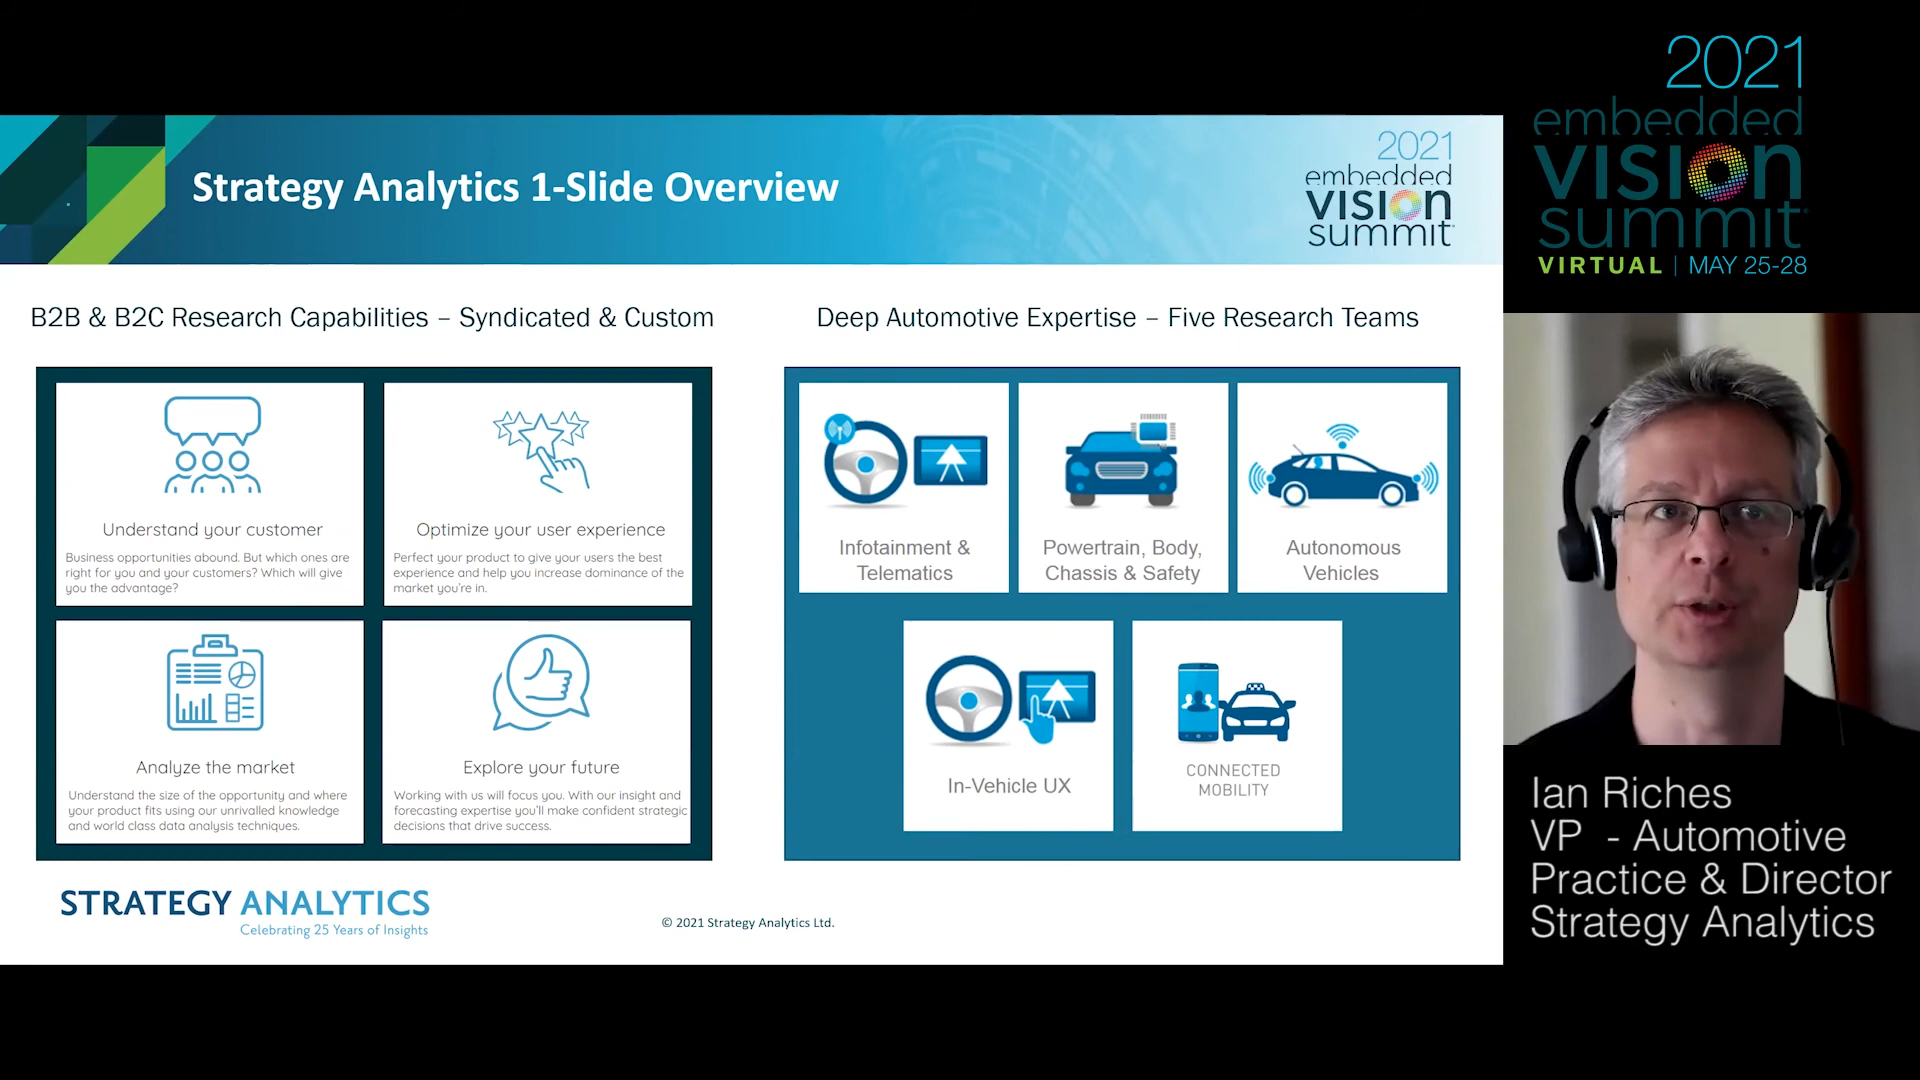 2021
embedded
vision
summit
VIRTUAL | MAY 25-28
Strategy Analytics 1-Slide Overview
2021
embedded
vision
summit
B2B & B2C Research Capabilities – Syndicated & Custom
Understand your customer
Business opportunities abound. But which ones are
right for you and your customers? Which will give
you the advantage?
Optimize your user experience
Perfect your product to give your users the best
experience and help you increase dominance of the
market you're in.
Analyze the market
Understand the size of the opportunity and where
your product fits using our unrivalled knowledge
and world class data analysis techniques.
Explore your future
Working with us will focus you. With our insight and
forecasting expertise you'll make confident strategic
decisions that drive success.
Deep Automotive Expertise – Five Research Teams
Infotainment &
Telematics
Powertrain, Body,
Chassis & Safety
Autonomous
Vehicles
In-Vehicle UX
CONNECTED
MOBILITY
STRATEGY ANALYTICS
Celebrating 25 Years of Insights
© 2021 Strategy Analytics Ltd.
Ian Riches
VP - Automotive
Practice & Director
Strategy Analytics